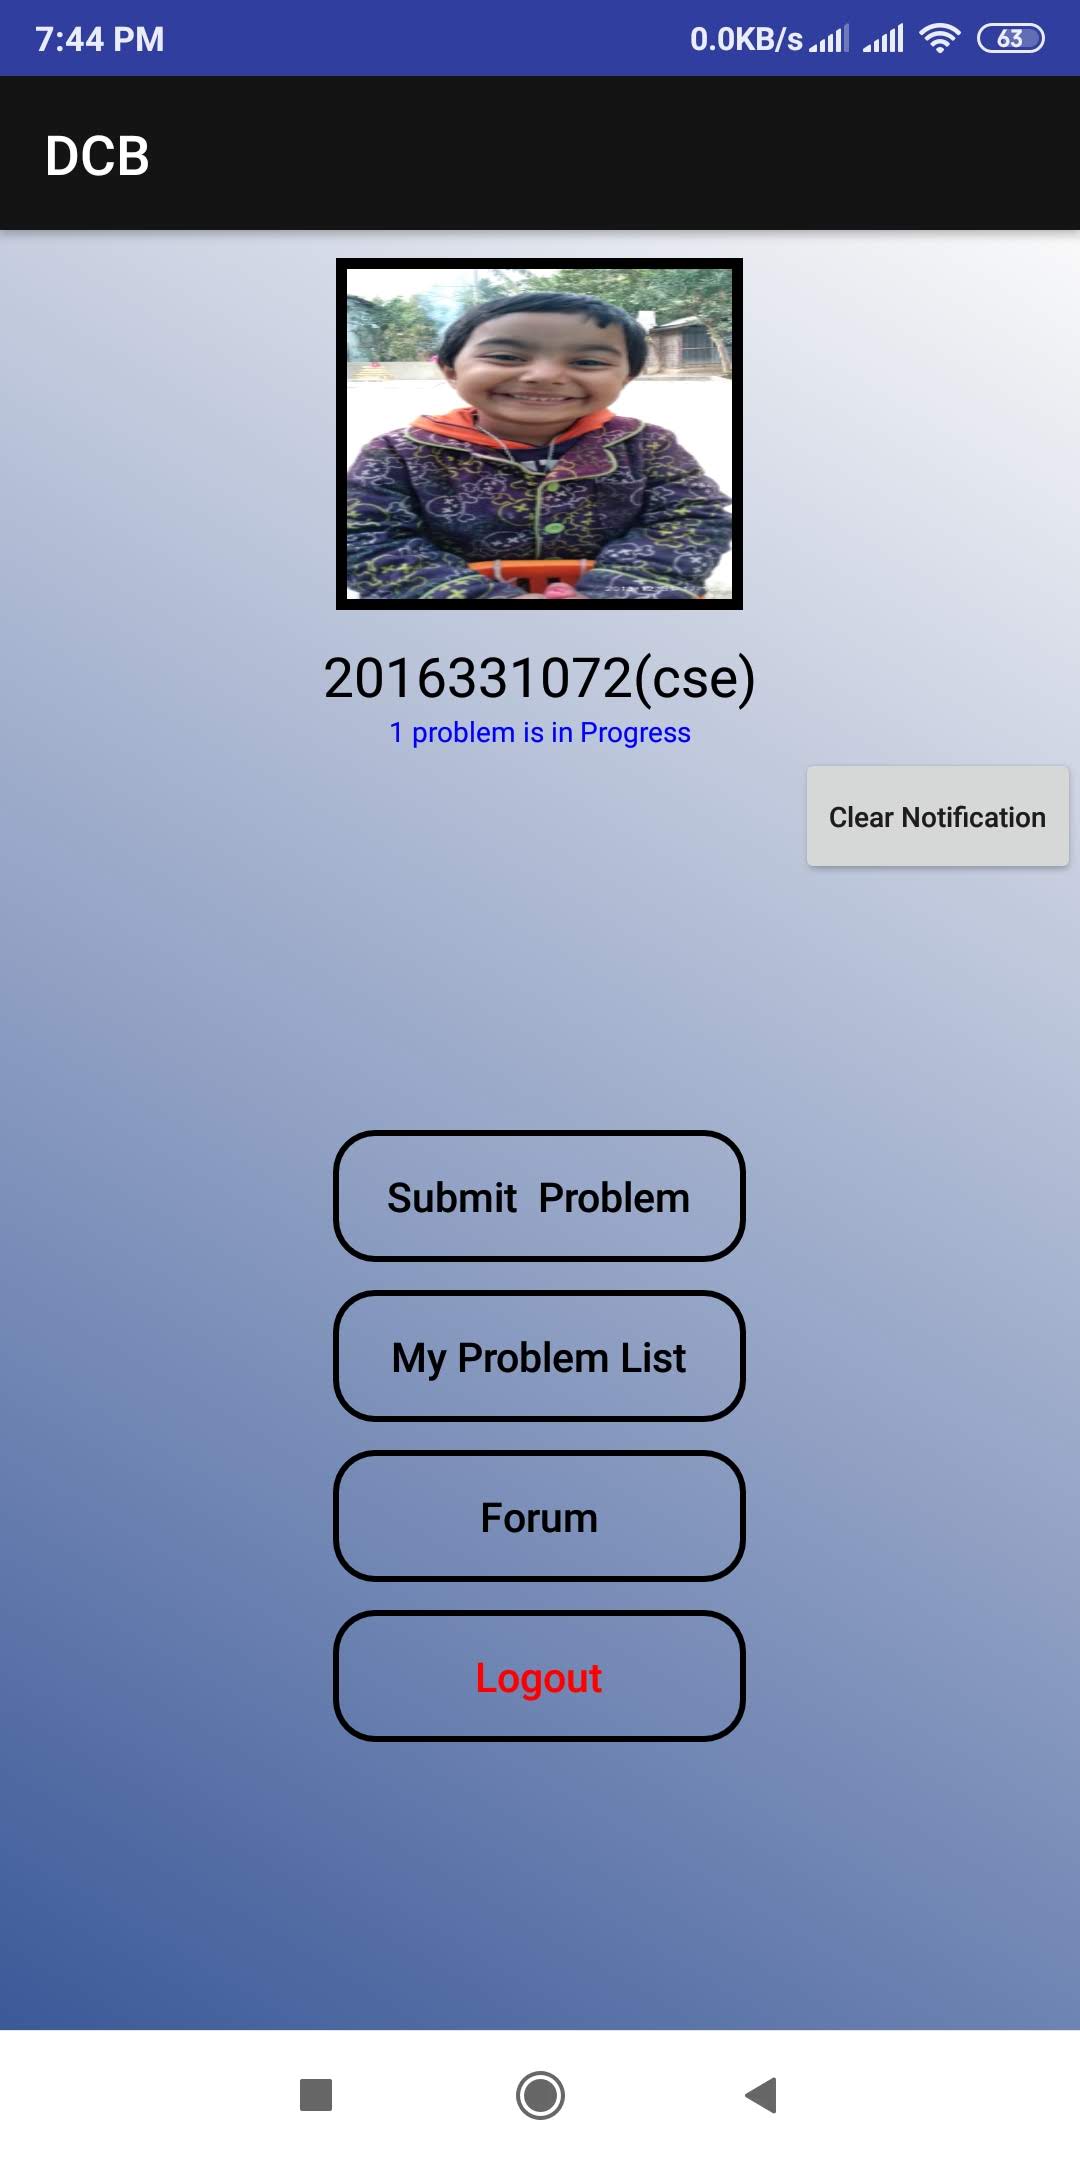 7:44 PM 0.0KB/s 63
DCB
2016331072(cse)
1 problem is in Progress
Clear Notification
Submit  Problem
My Problem List
Forum
Logout